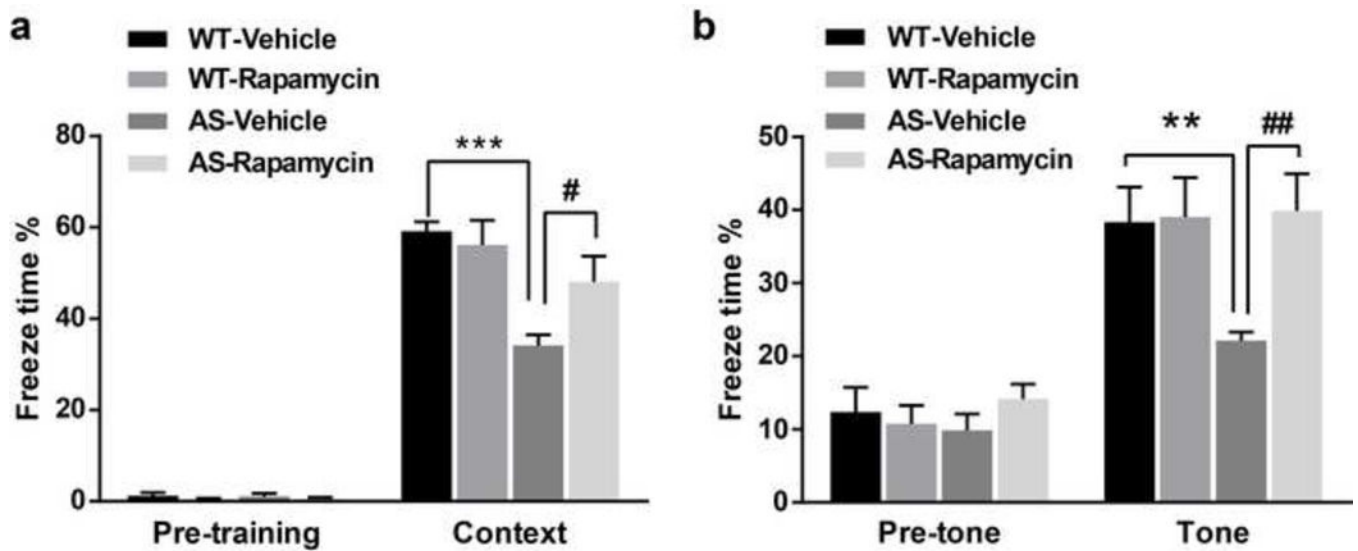 a
WT-Vehicle
WT-Rapamycin
AS-Vehicle
AS-Rapamycin
80
60
40
20
0
Freeze time %
***
#
Pre-training
Context
b
WT-Vehicle
WT-Rapamycin
AS-Vehicle
AS-Rapamycin
50
40
30
20
10
0
Freeze time %
**
##
Pre-tone
Tone